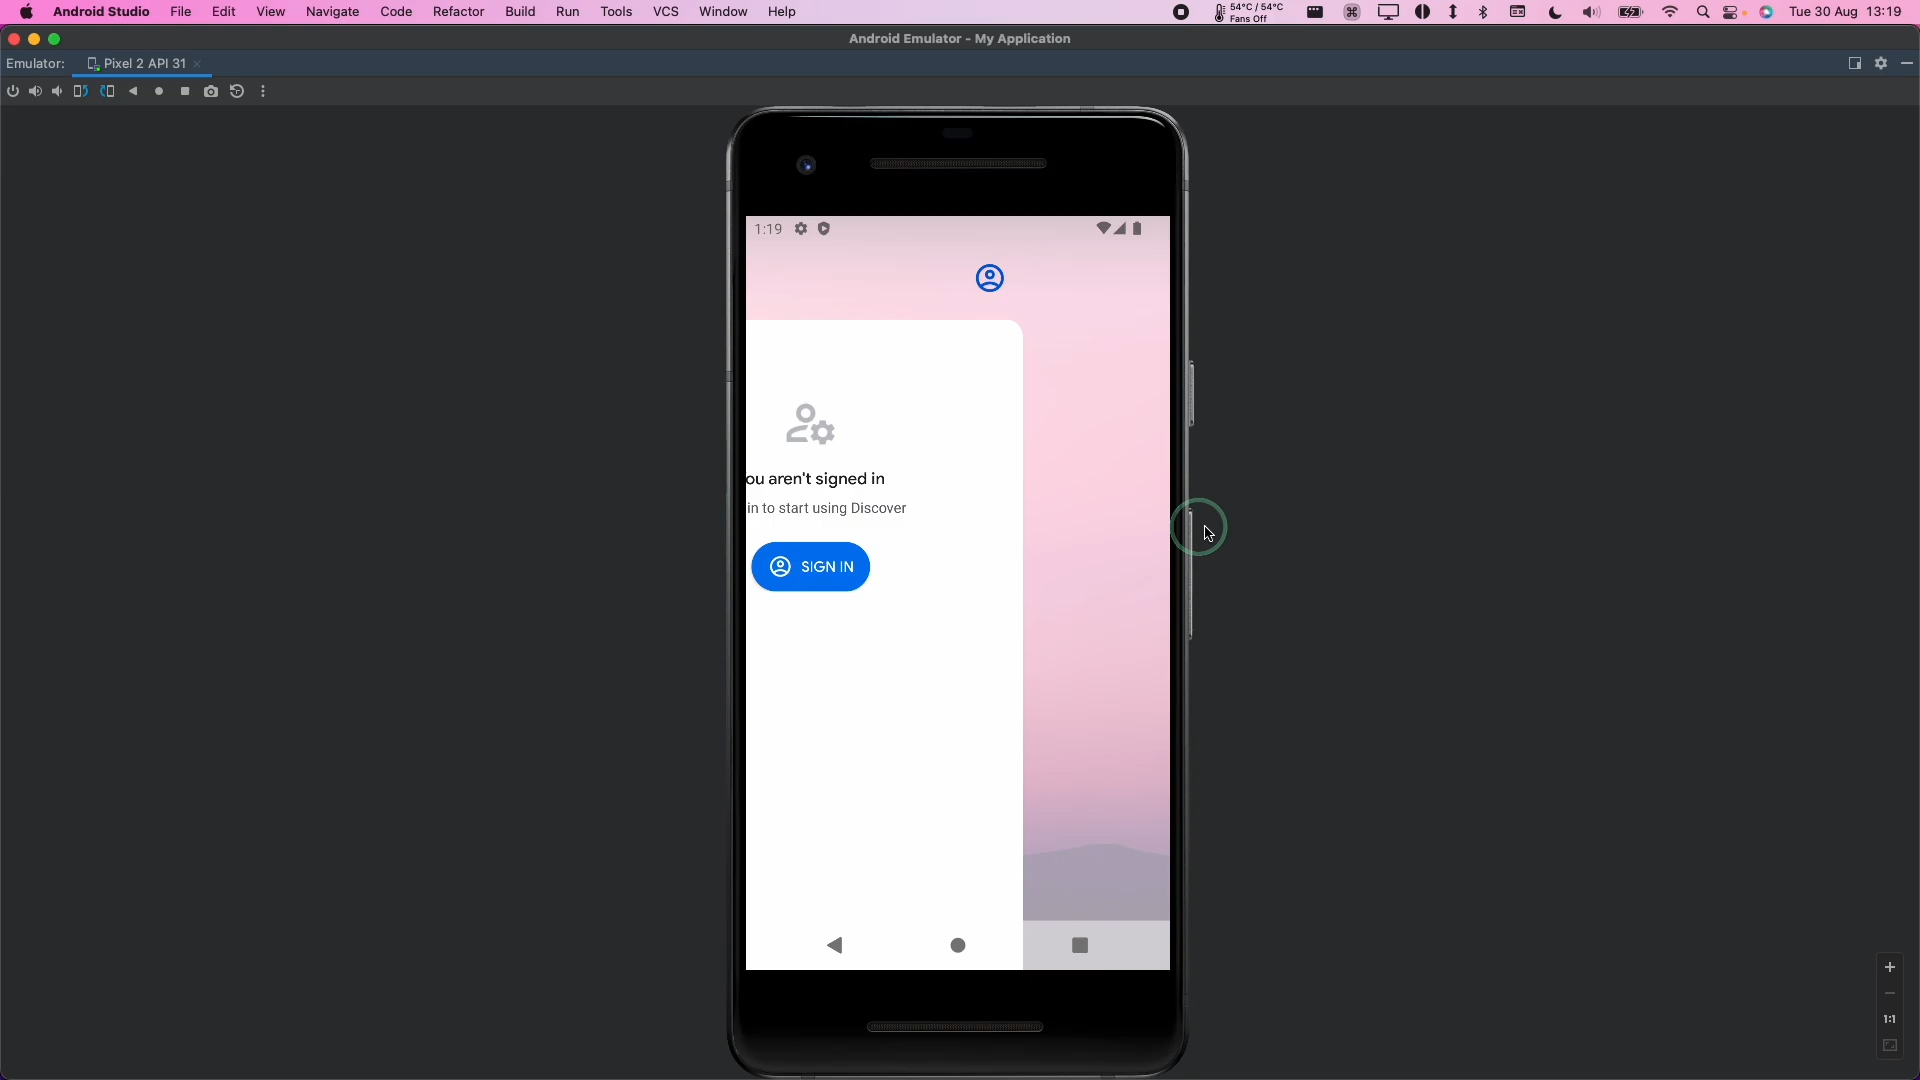 Android Studio File Edit View Navigate Code Refactor Build Run Tools VCS Window Help 54°C / 54°C Tue 30 Aug 13:19
Fans Off
Android Emulator - My Application
Emulator: Pixel 2 API 31
1:19
ou aren't signed in
in to start using Discover
SIGN IN
1:1